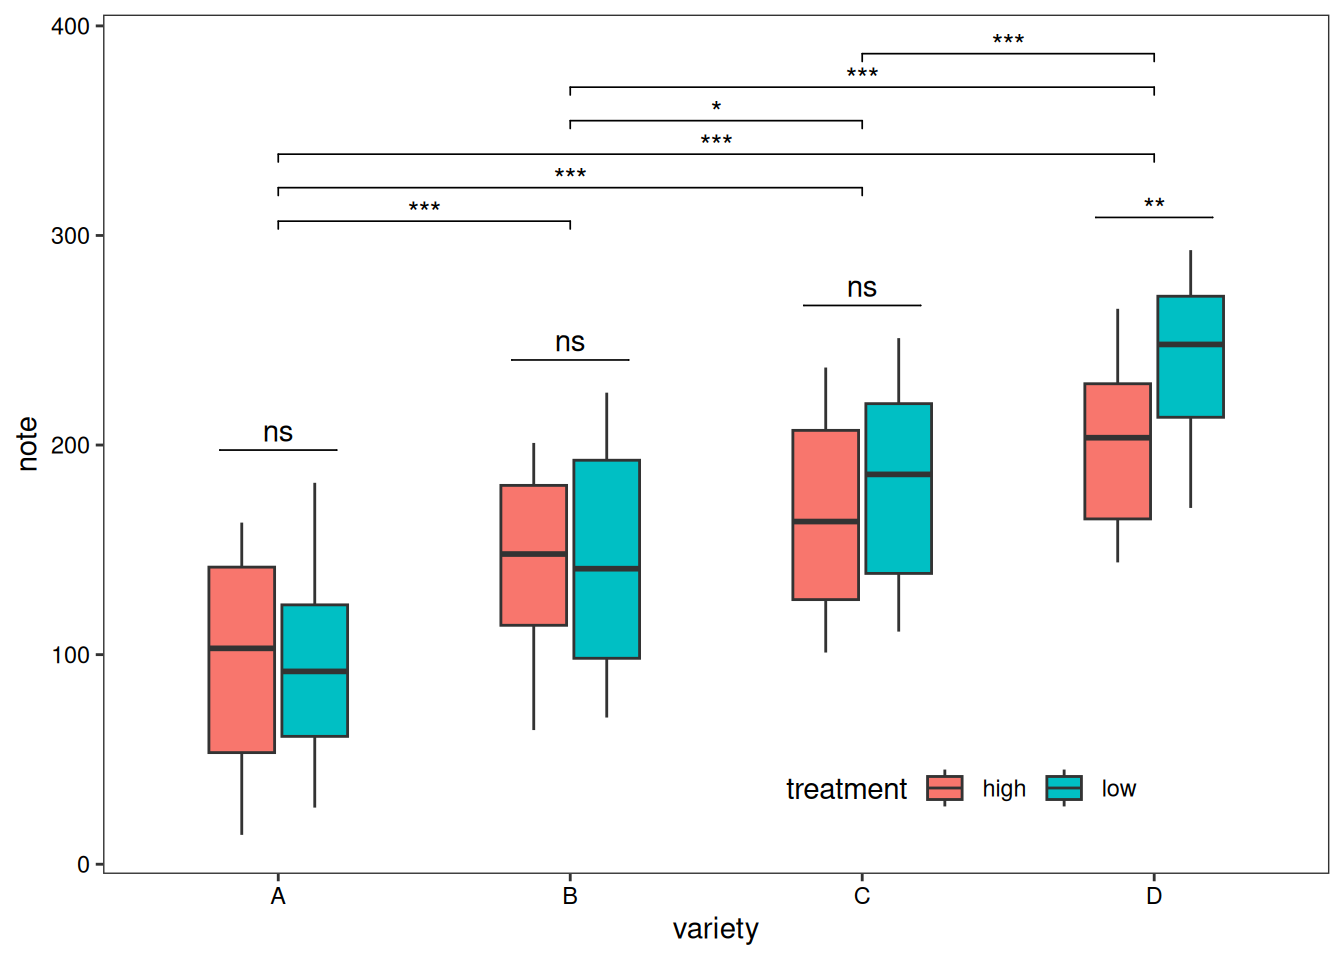 400
***
***
*
***
***
***
300
**
ns
ns
note
200
ns
100
treatment high low
0
A B C D
variety